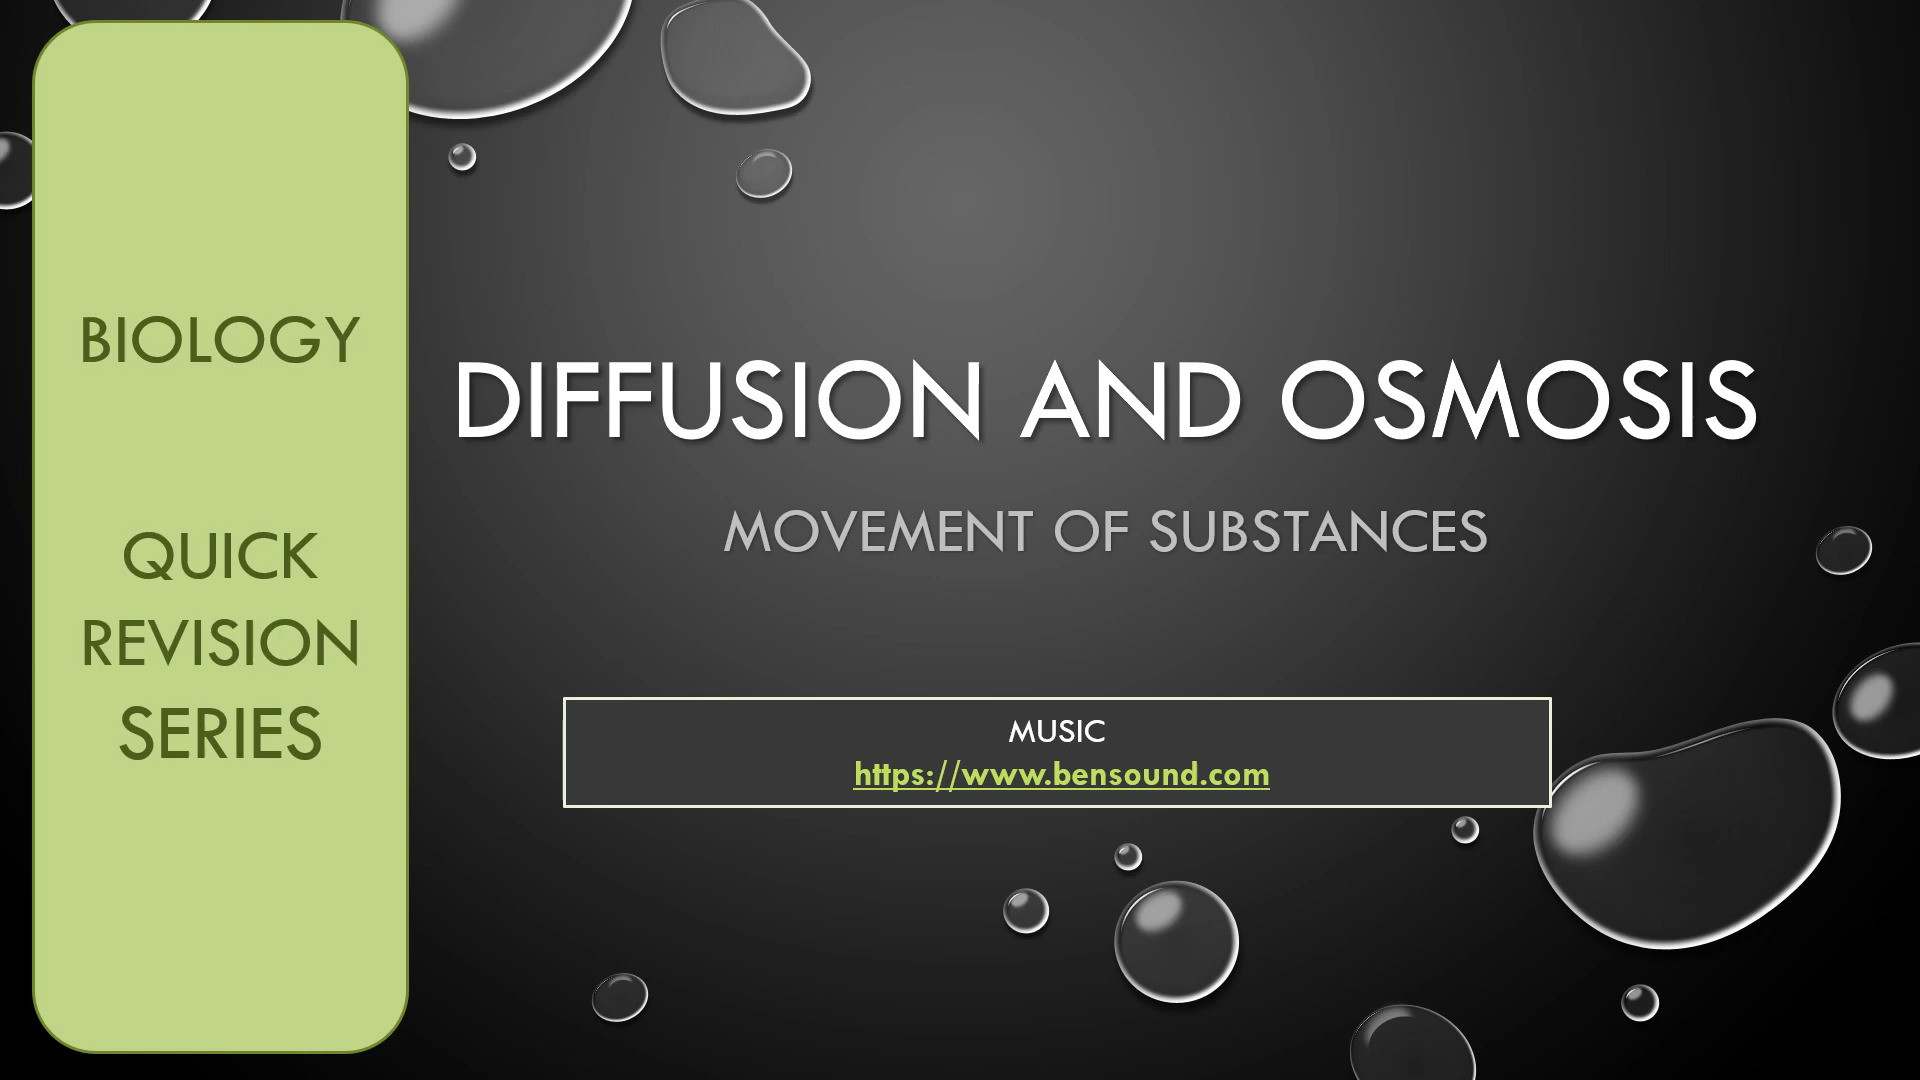 BIOLOGY
QUICK
REVISION
SERIES
DIFFUSION AND OSMOSIS
MOVEMENT OF SUBSTANCES
MUSIC
https://www.bensound.com